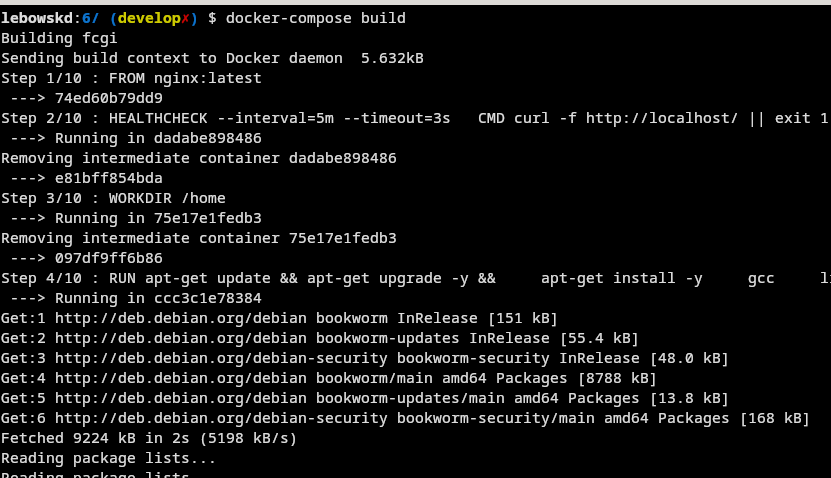 lebowskd:6/ (develop✗) $ docker-compose build
Building fcgi
Sending build context to Docker daemon  5.632kB
Step 1/10 : FROM nginx:latest
 ---> 74ed60b79dd9
Step 2/10 : HEALTHCHECK --interval=5m --timeout=3s   CMD curl -f http://localhost/ || exit 1
 ---> Running in dadabe898486
Removing intermediate container dadabe898486
 ---> e81bff854bda
Step 3/10 : WORKDIR /home
 ---> Running in 75e17e1fedb3
Removing intermediate container 75e17e1fedb3
 ---> 097df9ff6b86
Step 4/10 : RUN apt-get update && apt-get upgrade -y &&     apt-get install -y     gcc
 ---> Running in ccc3c1e78384
Get:1 http://deb.debian.org/debian bookworm InRelease [151 kB]
Get:2 http://deb.debian.org/debian bookworm-updates InRelease [55.4 kB]
Get:3 http://deb.debian.org/debian-security bookworm-security InRelease [48.0 kB]
Get:4 http://deb.debian.org/debian bookworm/main amd64 Packages [8788 kB]
Get:5 http://deb.debian.org/debian bookworm-updates/main amd64 Packages [13.8 kB]
Get:6 http://deb.debian.org/debian-security bookworm-security/main amd64 Packages [168 kB]
Fetched 9224 kB in 2s (5198 kB/s)
Reading package lists...
Reading package lists